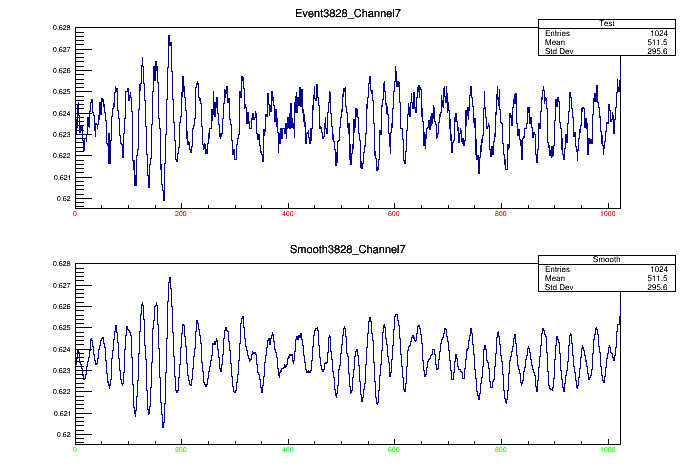 Event3828_Channel7
Test
Entries 1024
Mean 511.5
Std Dev 295.6
0.628
0.627
0.626
0.625
0.624
0.623
0.622
0.621
0.62
0 200 400 600 800 1000
Smooth3828_Channel7
Smooth
Entries 1024
Mean 511.5
Std Dev 295.6
0.628
0.627
0.626
0.625
0.624
0.623
0.622
0.621
0.62
0 200 400 600 800 1000